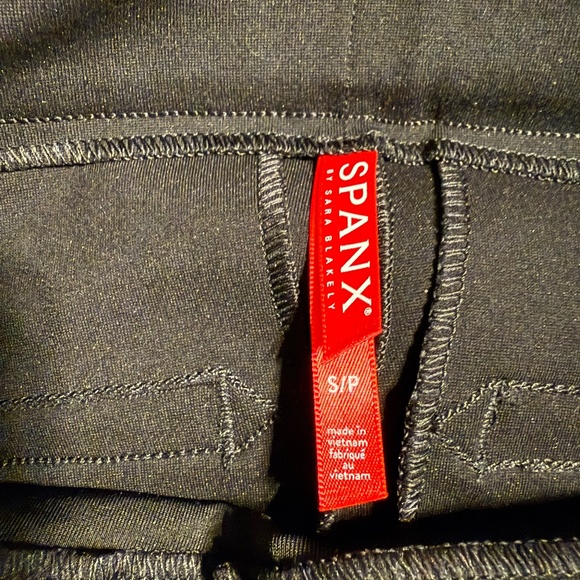 SPANX®
BY SARA BLAKELY
S/P
made in
vietnam
fabriqué
au
vietnam